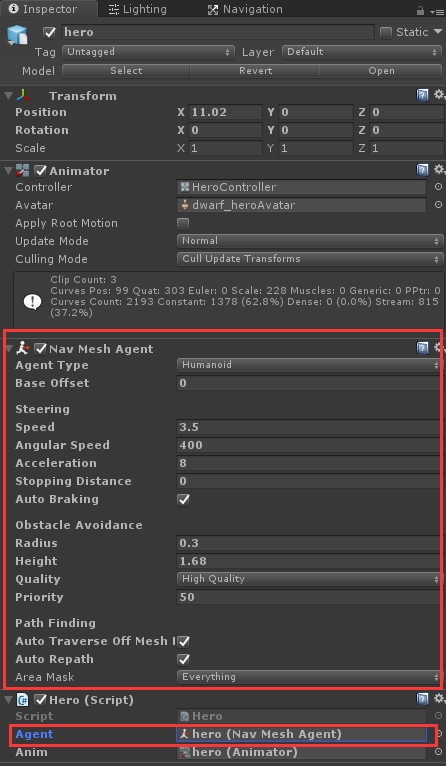 Inspector Lighting Navigation
hero Static
Tag Untagged Layer Default
Model Select Revert Open
Transform
Position X 11.02 Y 0 Z 0
Rotation X 0 Y 0 Z 0
Scale X 1 Y 1 Z 1
Animator
Controller HeroController
Avatar dwarf_heroAvatar
Apply Root Motion
Update Mode Normal
Culling Mode Cull Update Transforms
Clip Count: 3
Curves Pos: 99 Quat: 303 Euler: 0 Scale: 228 Muscles: 0 Generic: 0 PPtr: 0
Curves Count: 2193 Constant: 1378 (62.8%) Dense: 0 (0.0%) Stream: 815
(37.2%)
Nav Mesh Agent
Agent Type Humanoid
Base Offset 0
Steering
Speed 3.5
Angular Speed 400
Acceleration 8
Stopping Distance 0
Auto Braking
Obstacle Avoidance
Radius 0.3
Height 1.68
Quality High Quality
Priority 50
Path Finding
Auto Traverse Off Mesh
Auto Repath
Area Mask Everything
Hero (Script)
Script Hero
Agent hero (Nav Mesh Agent)
Anim hero (Animator)